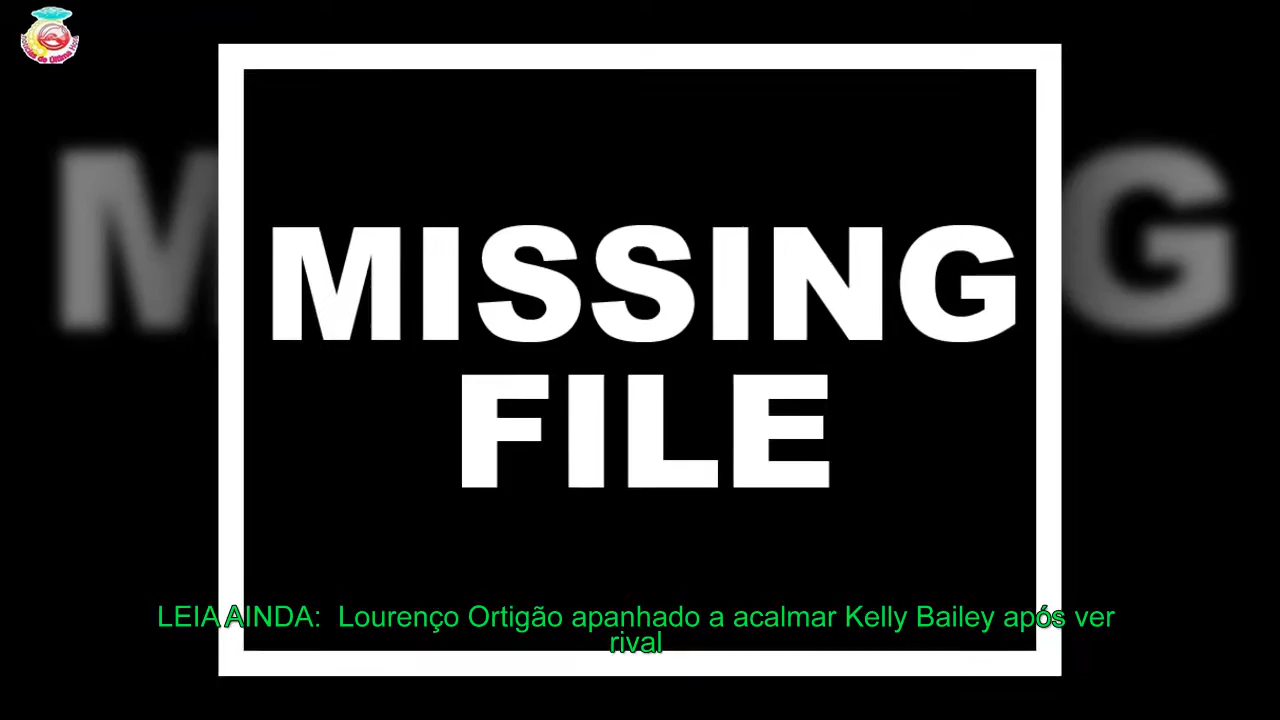 MISSING
FILE
LEIA AINDA:  Lourenço Ortigão apanhado a acalmar Kelly Bailey após ver
rival